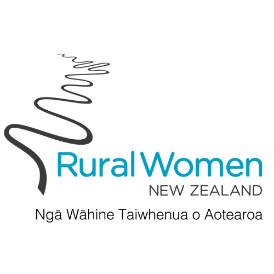 Rural Women
NEW ZEALAND
Ngā Wāhine Taiwhenua o Aotearoa